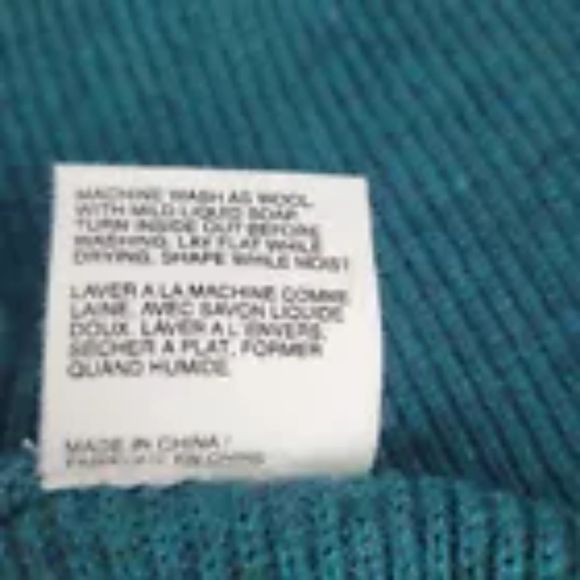 MACHINE WASH AS WOOL
WITH MILD LIQUID SOAP.
TURN INSIDE OUT BEFORE
WASHING, LAY FLAT WHILE
DRYING. SHAPE WHILE MOIST
LAVER A LA MACHINE COMME
LAINE, AVEC SAVON LIQUIDE
DOUX. LAVER A L'ENVERS.
SECHER A PLAT, FORMER
QUAND HUMIDE
MADE IN CHINA /